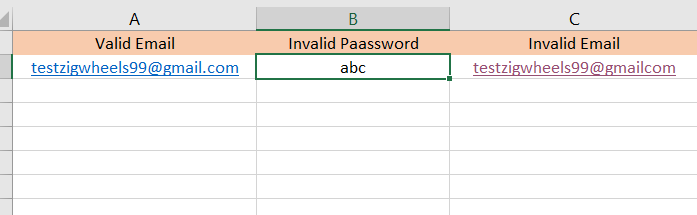 A B C
Valid Email Invalid Paassword Invalid Email
testzigwheels99@gmail.com abc testzigwheels99@gmailcom